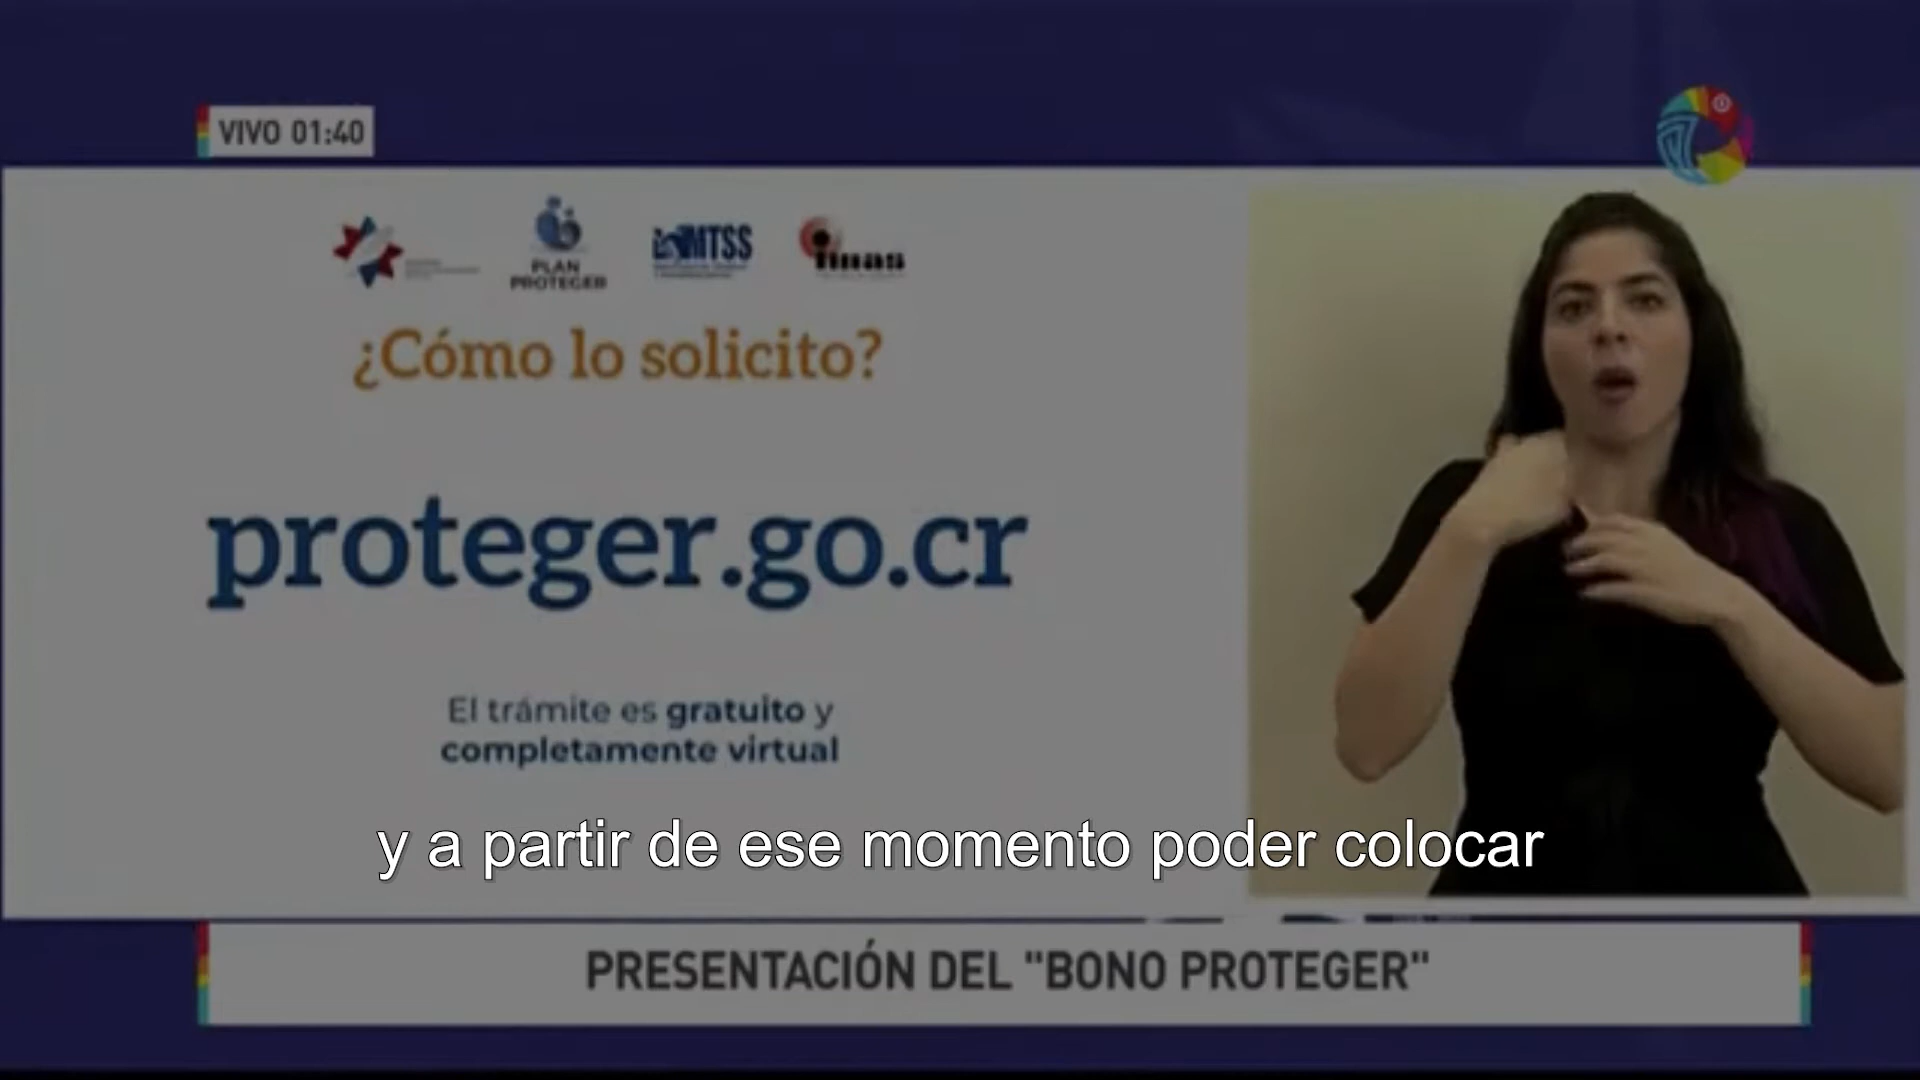 VIVO 01:40
PLAN
PROTEGER
MTSS
imas
¿Cómo lo solicito?
proteger.go.cr
El trámite es gratuito y
completamente virtual
y a partir de ese momento poder colocar
PRESENTACIÓN DEL "BONO PROTEGER"